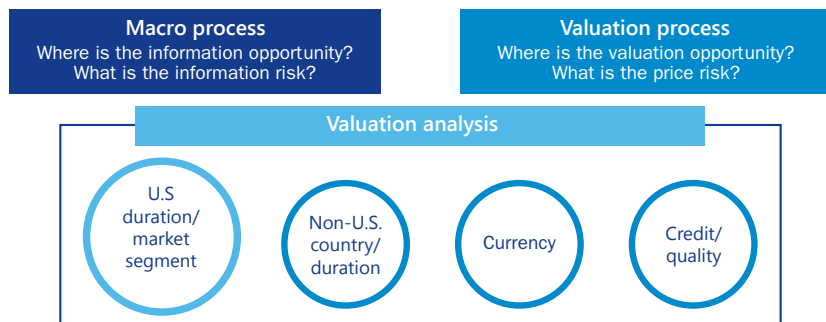 Macro process
Where is the information opportunity?
What is the information risk?
Valuation process
Where is the valuation opportunity?
What is the price risk?
Valuation analysis
U.S
duration/
market
segment
Non-U.S.
country/
duration
Currency
Credit/
quality